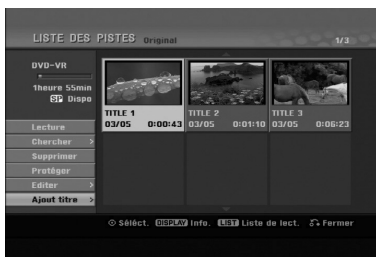 LISTE DES PISTES Original 1/3
DVD-VR
1heure 55min
SP Dispo
Lecture
Chercher >
Supprimer
Protéger
Editer >
Ajout titre >
TITLE 1
03/05 0:00:43
TITLE 2
03/05 0:01:10
TITLE 3
03/05 0:06:23
Séléct. DISPLAY Info. LIST Liste de lect. Fermer